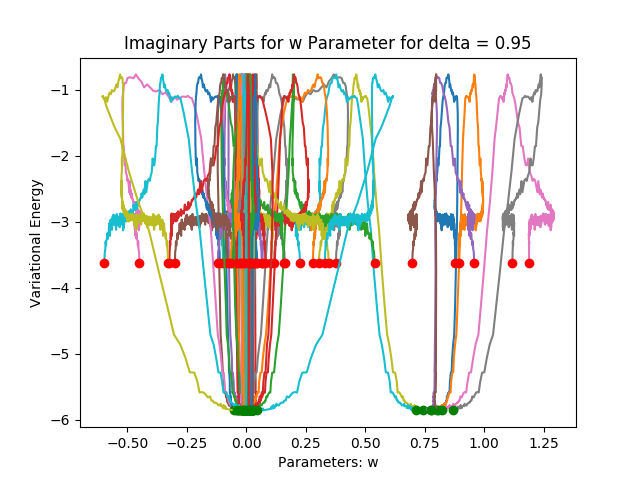 Imaginary Parts for w Parameter for delta = 0.95
−1
−2
−3
−4
−5
−6
Variational Energy
−0.50 −0.25 0.00 0.25 0.50 0.75 1.00 1.25
Parameters: w